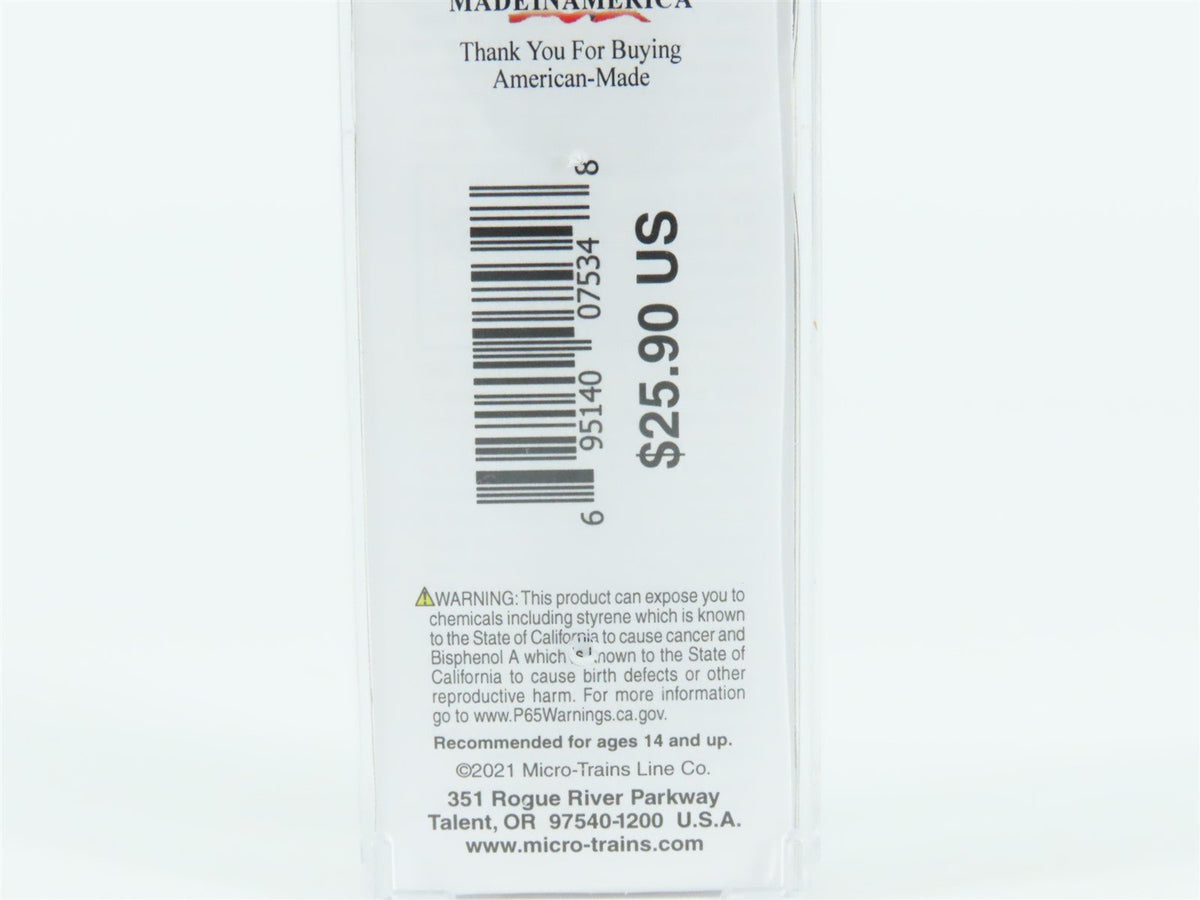 MADEINAMERICA
Thank You For Buying
American-Made
6 95140 07534 8
$25.90 US
WARNING: This product can expose you to
chemicals including styrene which is known
to the State of California to cause cancer and
Bisphenol A which is known to the State of
California to cause birth defects or other
reproductive harm. For more information
go to www.P65Warnings.ca.gov.
Recommended for ages 14 and up.
©2021 Micro-Trains Line Co.
351 Rogue River Parkway
Talent, OR 97540-1200 U.S.A.
www.micro-trains.com